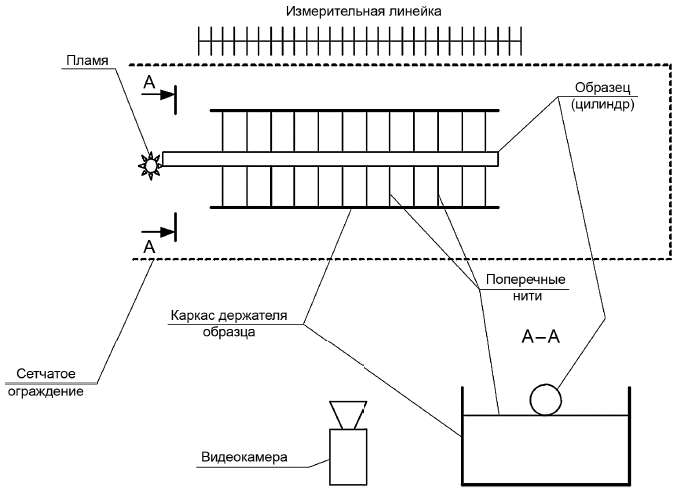 Измерительная линейка
Пламя
А
Образец
(цилиндр)
А
Поперечные
нити
Каркас держателя
образца
А–А
Сетчатое
ограждение
Видеокамера